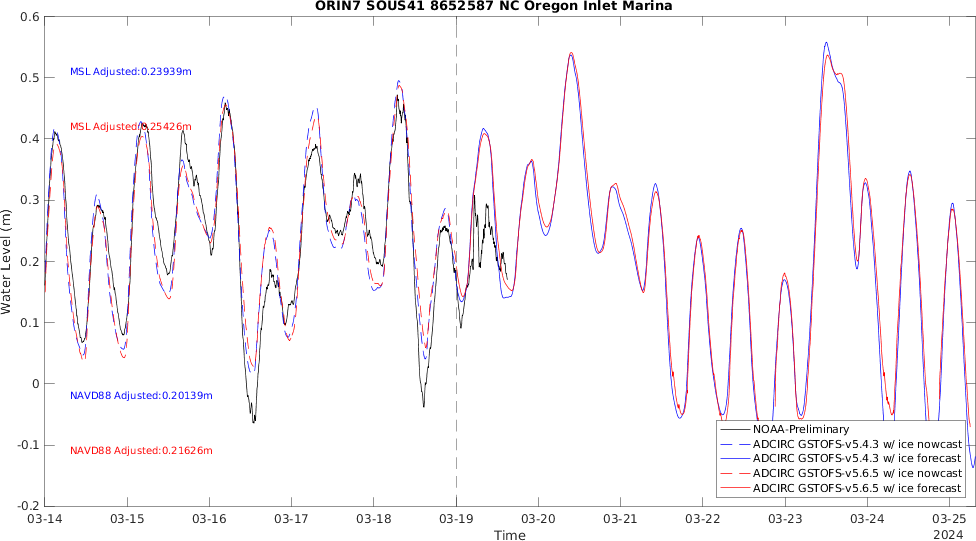 ORIN7 SOUS41 8652587 NC Oregon Inlet Marina
0.6
0.5
0.4
0.3
0.2
0.1
0
-0.1
-0.2
Water Level (m)
MSL Adjusted:0.23939m
MSL Adjusted:0.25426m
NAVD88 Adjusted:0.20139m
NAVD88 Adjusted:0.21626m
NOAA-Preliminary
ADCIRC GSTOFS-v5.4.3 w/ ice nowcast
ADCIRC GSTOFS-v5.4.3 w/ ice forecast
ADCIRC GSTOFS-v5.6.5 w/ ice nowcast
ADCIRC GSTOFS-v5.6.5 w/ ice forecast
03-14 03-15 03-16 03-17 03-18 03-19 03-20 03-21 03-22 03-23 03-24 03-25
2024
Time